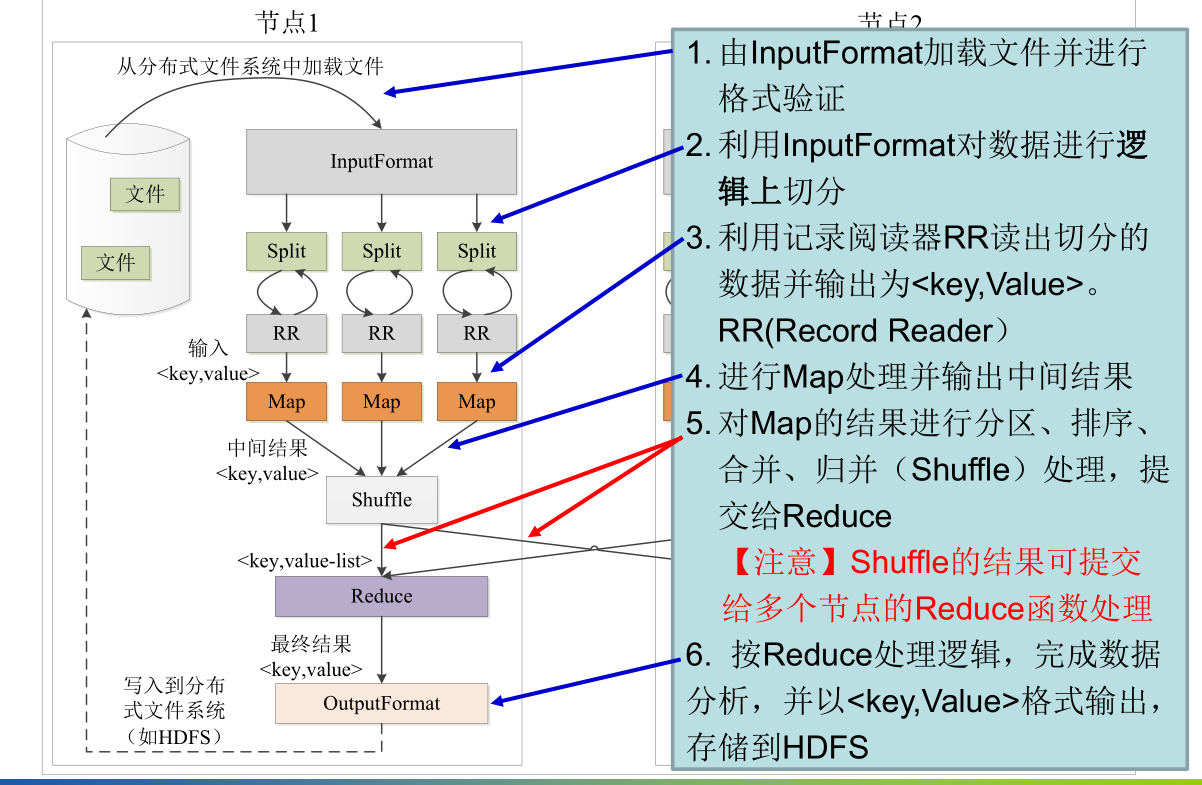 节点1
节点2
从分布式文件系统中加载文件
InputFormat
文件
文件
Split
Split
Split
RR
RR
RR
输入
<key,value>
Map
Map
Map
中间结果
<key,value>
Shuffle
<key,value-list>
Reduce
最终结果
<key,value>
写入到分布
式文件系统
（如HDFS）
OutputFormat
1. 由InputFormat加载文件并进行
格式验证
2. 利用InputFormat对数据进行逻
辑上切分
3. 利用记录阅读器RR读出切分的
数据并输出为<key,Value>。
RR(Record Reader）
4. 进行Map处理并输出中间结果
5. 对Map的结果进行分区、排序、
合并、归并（Shuffle）处理，提
交给Reduce
【注意】Shuffle的结果可提交
给多个节点的Reduce函数处理
6. 按Reduce处理逻辑，完成数据
分析，并以<key,Value>格式输出，
存储到HDFS